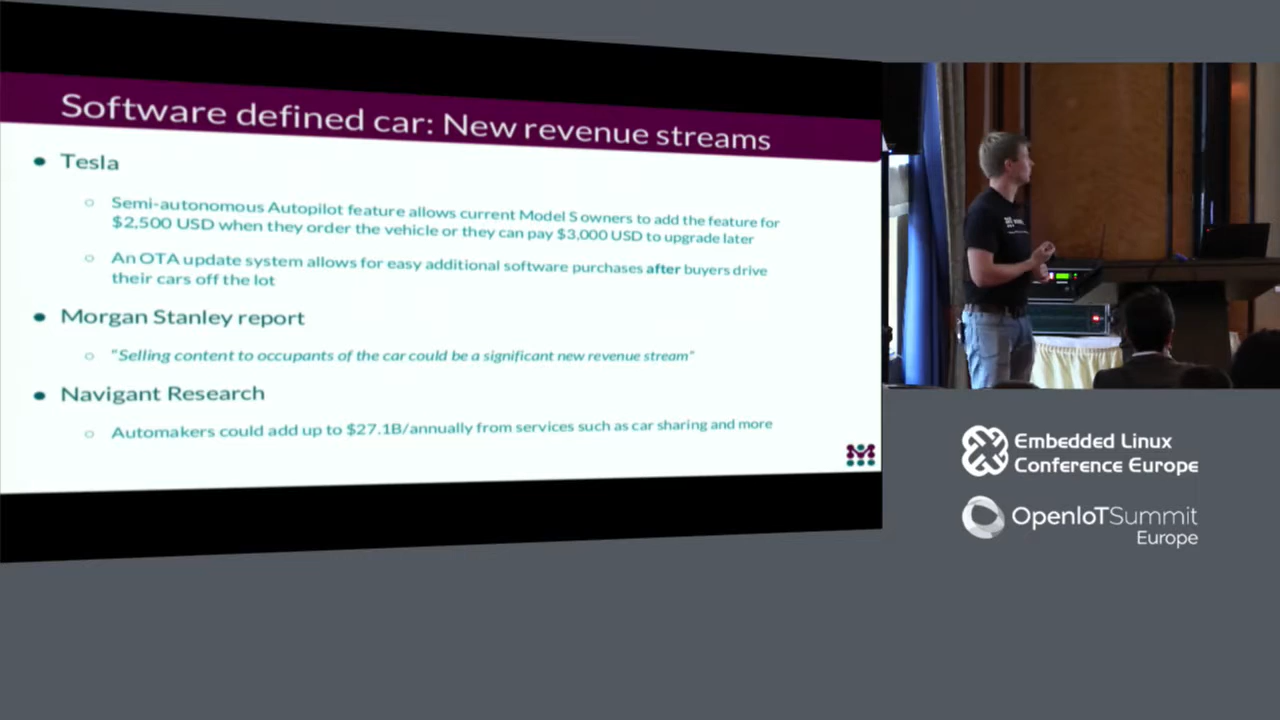 Software defined car: New revenue streams
● Tesla
○ Semi-autonomous Autopilot feature allows current Model S owners to add the feature for
$2,500 USD when they order the vehicle or they can pay $3,000 USD to upgrade later
○ An OTA update system allows for easy additional software purchases after buyers drive
their cars off the lot
● Morgan Stanley report
○ "Selling content to occupants of the car could be a significant new revenue stream"
● Navigant Research
○ Automakers could add up to $27.1B/annually from services such as car sharing and more
Embedded Linux
Conference Europe
OpenIoTSummit
Europe